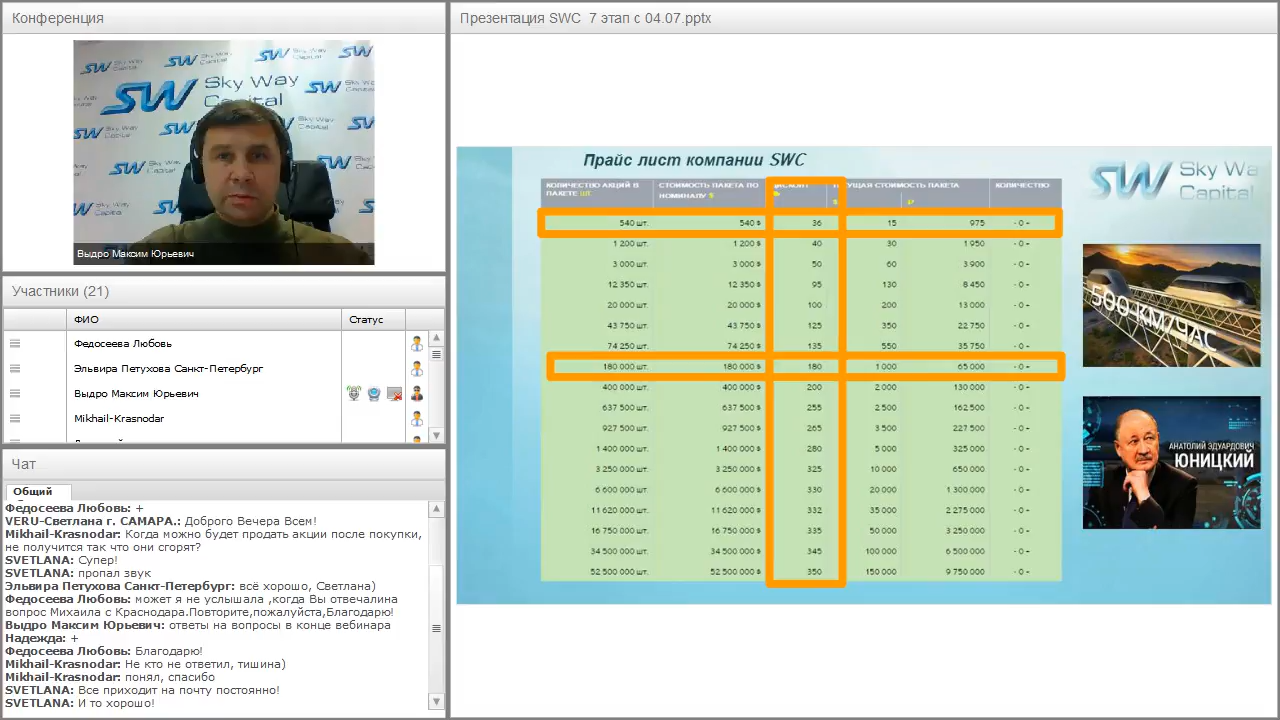 Конференция
SW Sky Way Capital
Выдро Максим Юрьевич
Участники (21)
ФИО Статус
Федосеева Любовь
Эльвира Петухова Санкт-Петербург
Выдро Максим Юрьевич
Mikhail-Krasnodar
Чат
Общий
Федосеева Любовь: +
VERU-Светлана г. САМАРА.: Доброго Вечера Всем!
Mikhail-Krasnodar: Когда можно будет продать акции после покупки,
не получится так что они сгорят?
SVETLANA: Супер!
SVETLANA: пропал звук
Эльвира Петухова Санкт-Петербург: всё хорошо, Светлана)
Федосеева Любовь: может я не услышала ,когда Вы отвечалина
вопрос Михаила с Краснодара.Повторите,пожалуйста,Благодарю!
Выдро Максим Юрьевич: ответы на вопросы в конце вебинара
Надежда: +
Федосеева Любовь: Благодарю!
Mikhail-Krasnodar: Не кто не ответил, тишина)
Mikhail-Krasnodar: понял, спасибо
SVETLANA: Все приходит на почту постоянно!
SVETLANA: И то хорошо!
Презентация SWC 7 этап с 04.07.pptx
Прайс лист компании SWC
КОЛИЧЕСТВО АКЦИЙ В СТОИМОСТЬ ПАКЕТА ПО ДИСКОНТ УЩАЯ СТОИМОСТЬ ПАКЕТА КОЛИЧЕСТВО
ПАКЕТЕ ШТ. НОМИНАЛУ $ $ ₽
540 шт. 540 $ 36 15 975 - 0 +
1 200 шт. 1 200 $ 40 30 1 950 - 0 +
3 000 шт. 3 000 $ 50 60 3 900 - 0 +
12 350 шт. 12 350 $ 95 130 8 450 - 0 +
20 000 шт. 20 000 $ 100 200 13 000 - 0 +
43 750 шт. 43 750 $ 125 350 22 750 - 0 +
74 250 шт. 74 250 $ 135 550 35 750 - 0 +
180 000 шт. 180 000 $ 180 1 000 65 000 - 0 +
400 000 шт. 400 000 $ 200 2 000 130 000 - 0 +
637 500 шт. 637 500 $ 255 2 500 162 500 - 0 +
927 500 шт. 927 500 $ 265 3 500 227 500 - 0 +
1 400 000 шт. 1 400 000 $ 280 5 000 325 000 - 0 +
3 250 000 шт. 3 250 000 $ 325 10 000 650 000 - 0 +
6 600 000 шт. 6 600 000 $ 330 20 000 1 300 000 - 0 +
11 620 000 шт. 11 620 000 $ 332 35 000 2 275 000 - 0 +
16 750 000 шт. 16 750 000 $ 335 50 000 3 250 000 - 0 +
34 500 000 шт. 34 500 000 $ 345 100 000 6 500 000 - 0 +
52 500 000 шт. 52 500 000 $ 350 150 000 9 750 000 - 0 +
SW Sky Wa
Capital
500 КМ/ЧАС
АНАТОЛИЙ ЭДУАРДОВИЧ
ЮНИЦКИЙ